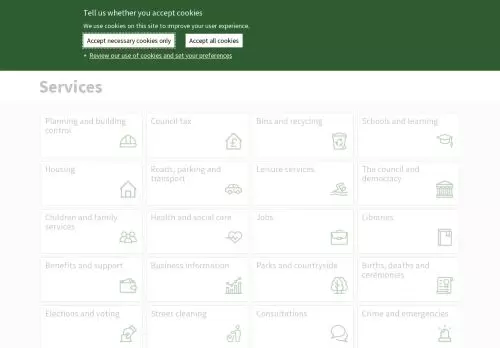 Tell us whether you accept cookies
We use cookies on this site to improve your user experience.
Accept necessary cookies only
Accept all cookies
Review our use of cookies and set your preferences
Services
Planning and building
control
Council tax
Bins and recycling
Schools and learning
Housing
Roads, parking and
transport
Leisure services
The council and
democracy
Children and family
services
Health and social care
Jobs
Libraries
Benefits and support
Business information
Parks and countryside
Births, deaths and
ceremonies
Elections and voting
Street cleaning
Consultations
Crime and emergencies